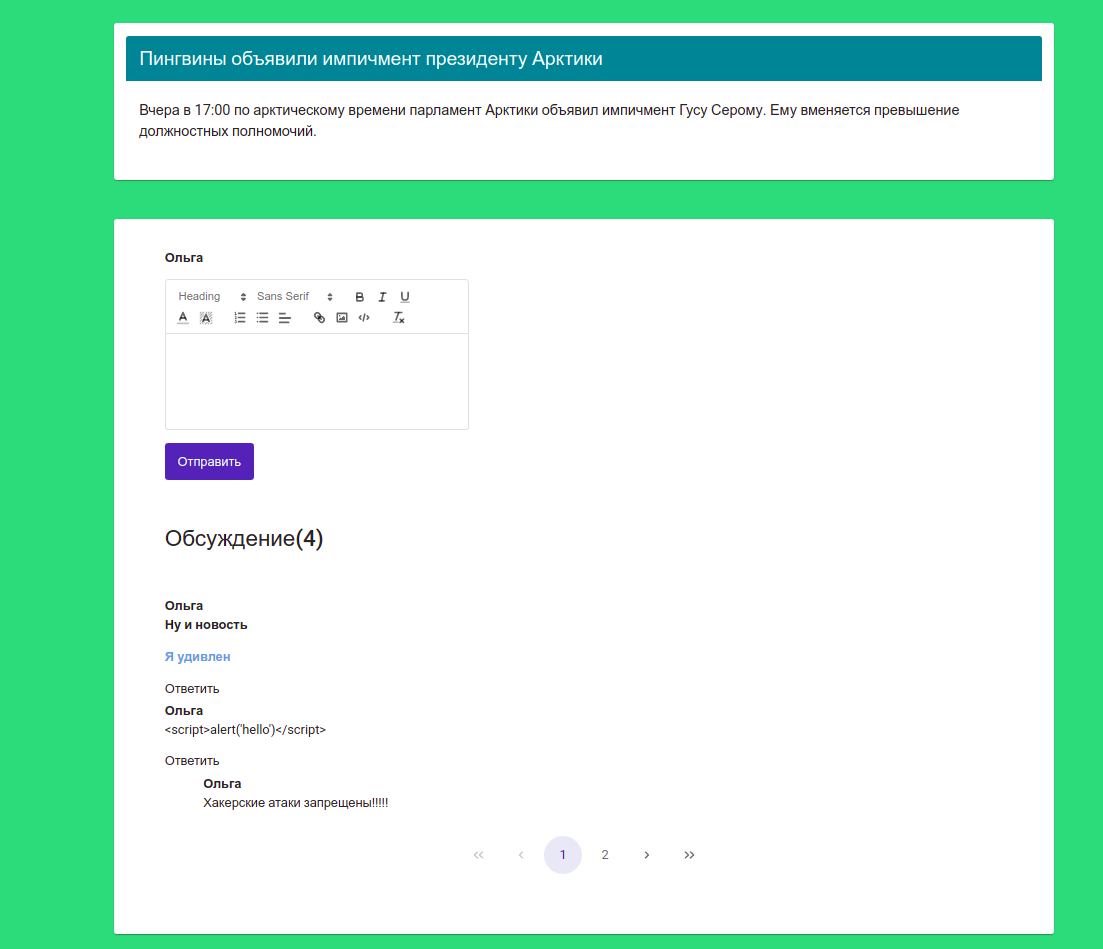 Пингвины объявили импичмент президенту Арктики
Вчера в 17:00 по арктическому времени парламент Арктики объявил импичмент Гусу Серому. Ему вменяется превышение
должностных полномочий.
Ольга
Heading Sans Serif B I U
Отправить
Обсуждение(4)
Ольга
Ну и новость
Я удивлен
Ответить
Ольга
<script>alert('hello')</script>
Ответить
Ольга
Хакерские атаки запрещены!!!!!
« ‹ 1 2 › »